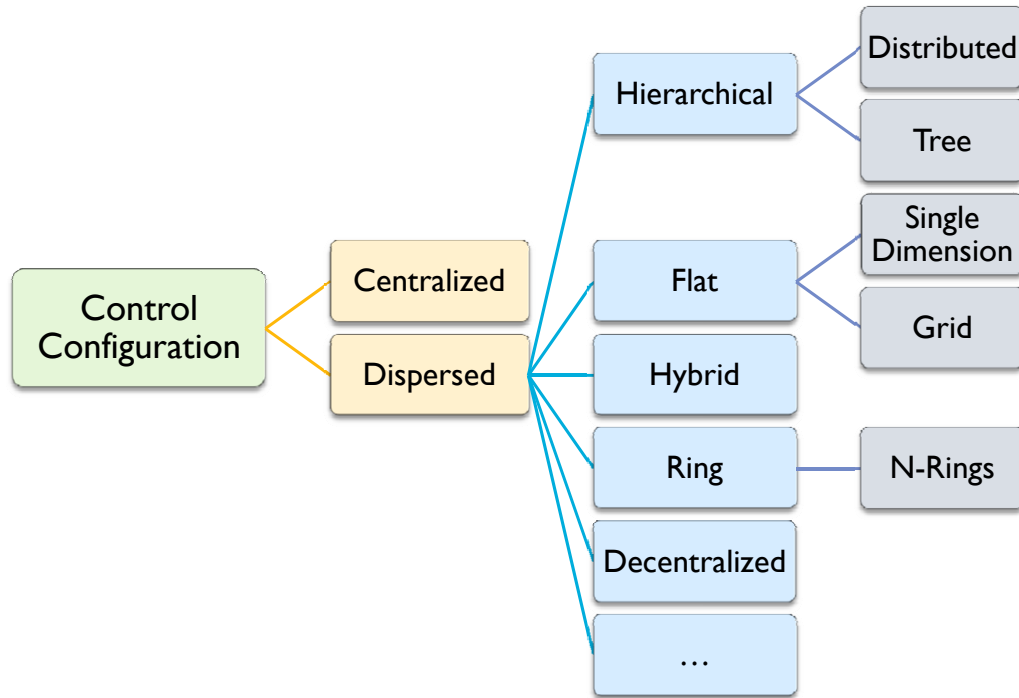 Control
Configuration
Centralized
Dispersed
Hierarchical
Flat
Hybrid
Ring
Decentralized
…
Distributed
Tree
Single
Dimension
Grid
N-Rings